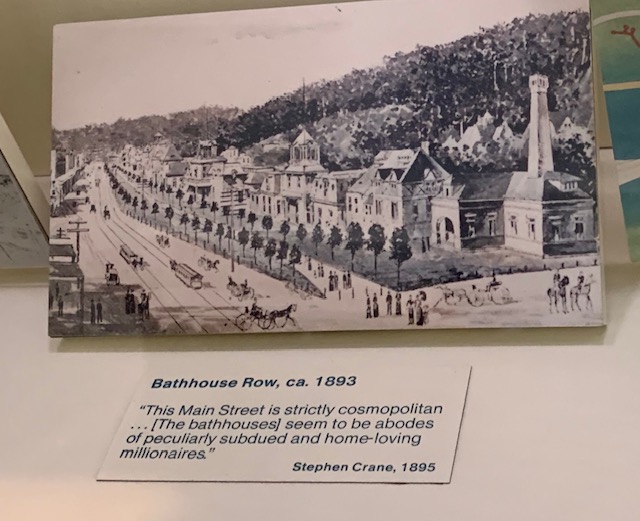 Bathhouse Row, ca. 1893
"This Main Street is strictly cosmopolitan
... [The bathhouses] seem to be abodes
of peculiarly subdued and home-loving
millionaires."
Stephen Crane, 1895